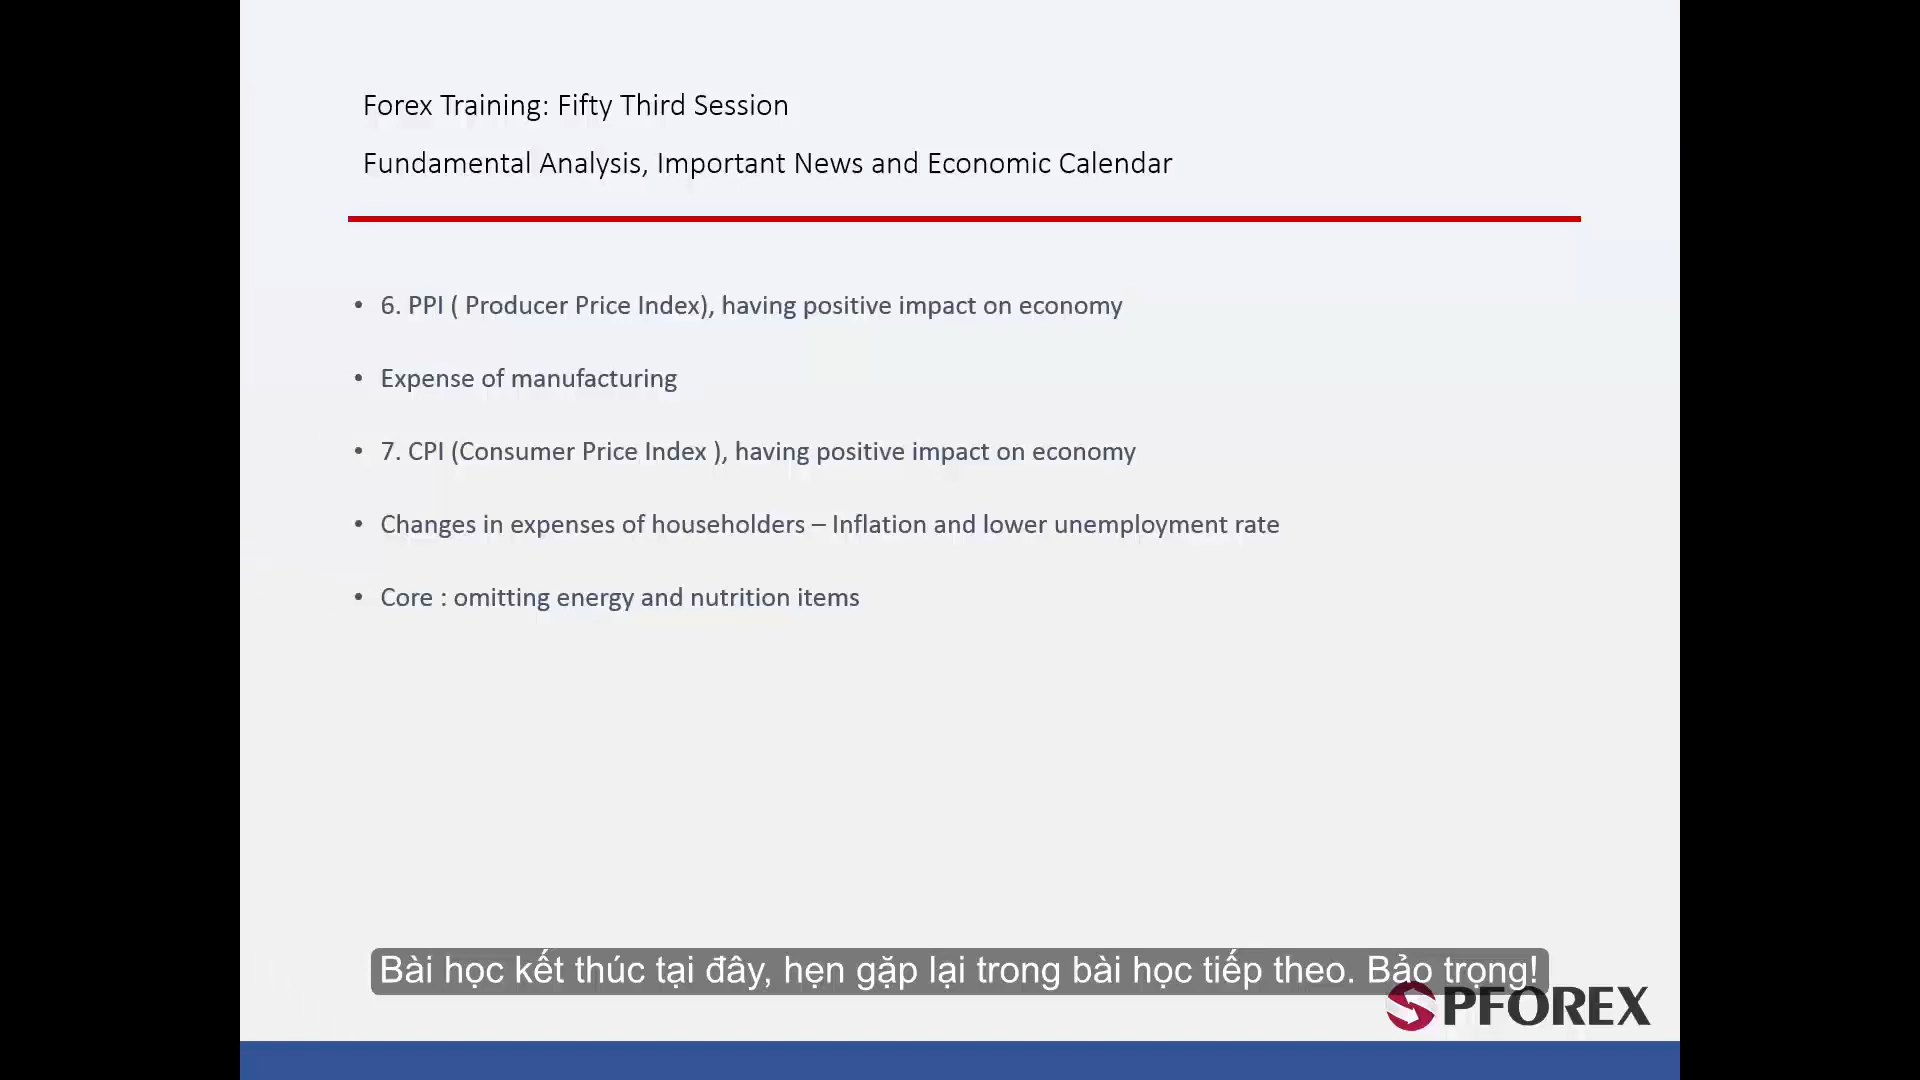 Forex Training: Fifty Third Session
Fundamental Analysis, Important News and Economic Calendar
• 6. PPI ( Producer Price Index), having positive impact on economy
• Expense of manufacturing
• 7. CPI (Consumer Price Index ), having positive impact on economy
• Changes in expenses of householders – Inflation and lower unemployment rate
• Core : omitting energy and nutrition items
Bài học kết thúc tại đây, hẹn gặp lại trong bài học tiếp theo. Bảo trọng!
PFOREX